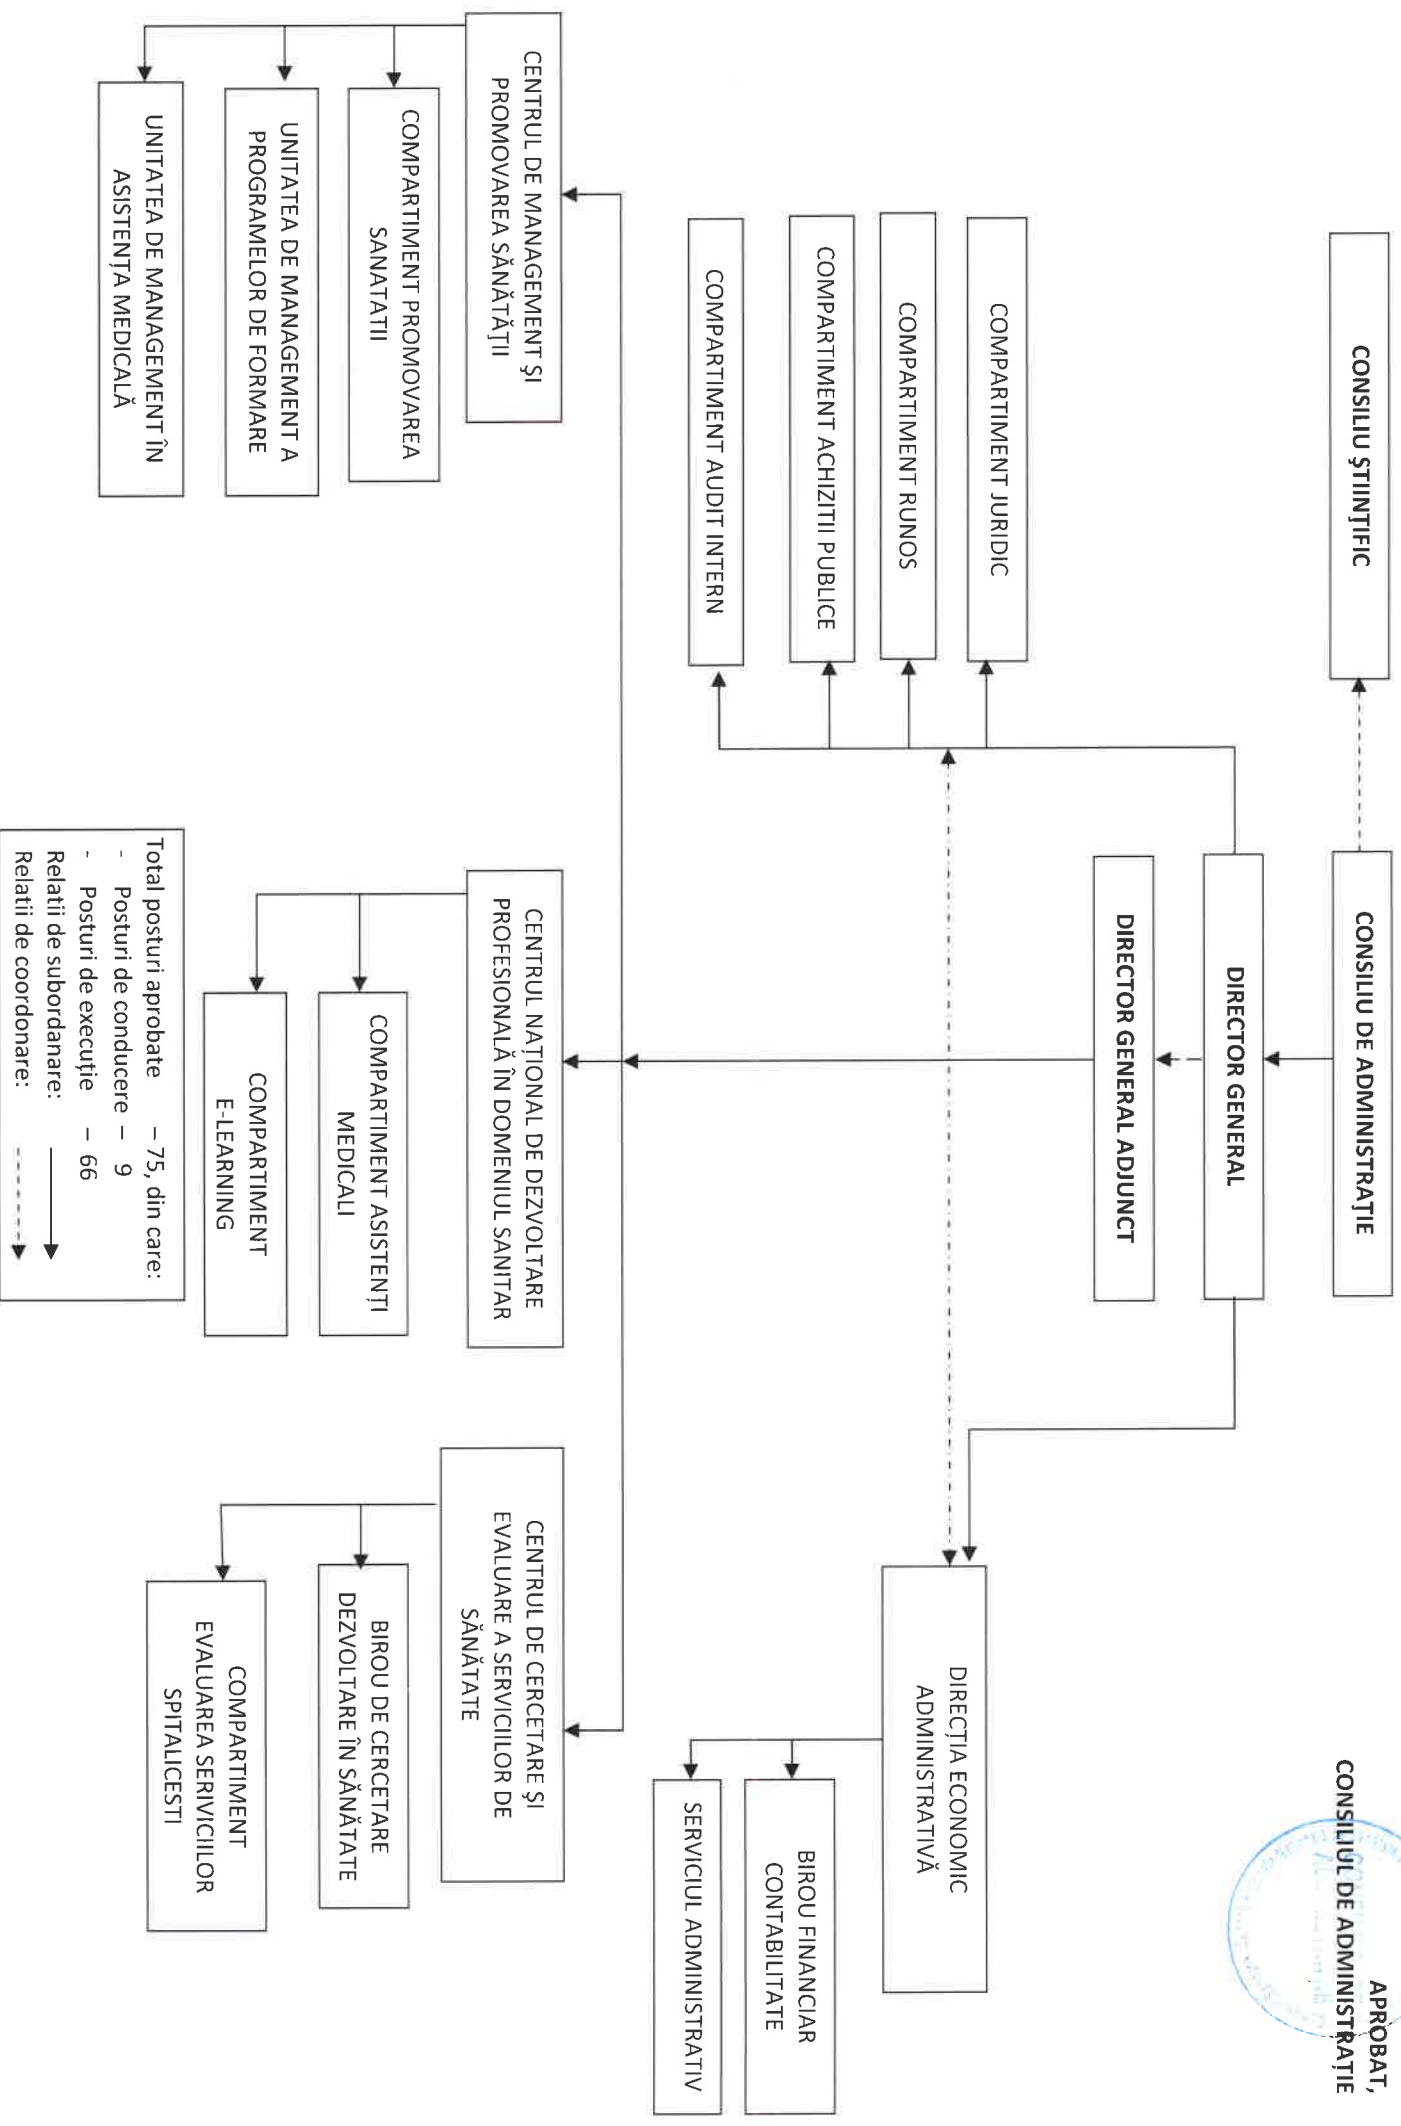 APROBAT,
CONSILIUL DE ADMINISTRAȚIE
CONSILIU ȘTIINȚIFIC
CONSILIU DE ADMINISTRAȚIE
DIRECTOR GENERAL
DIRECTOR GENERAL ADJUNCT
COMPARTIMENT JURIDIC
COMPARTIMENT RUNOS
COMPARTIMENT ACHIZITII PUBLICE
COMPARTIMENT AUDIT INTERN
DIRECȚIA ECONOMIC
ADMINISTRATIVĂ
BIROU FINANCIAR
CONTABILITATE
SERVICIUL ADMINISTRATIV
CENTRUL DE MANAGEMENT ȘI
PROMOVAREA SĂNĂTĂȚII
COMPARTIMENT PROMOVAREA
SANATATII
UNITATEA DE MANAGEMENT A
PROGRAMELOR DE FORMARE
UNITATEA DE MANAGEMENT ÎN
ASISTENȚA MEDICALĂ
CENTRUL NAȚIONAL DE DEZVOLTARE
PROFESIONALĂ ÎN DOMENIUL SANITAR
COMPARTIMENT ASISTENȚI
MEDICALI
COMPARTIMENT
E-LEARNING
CENTRUL DE CERCETARE ȘI
EVALUARE A SERVICIILOR DE
SĂNĂTATE
BIROU DE CERCETARE
DEZVOLTARE ÎN SĂNĂTATE
COMPARTIMENT
EVALUAREA SERIVICIILOR
SPITALICESTI
Total posturi aprobate – 75, din care:
- Posturi de conducere – 9
- Posturi de execuție – 66
Relatii de subordanare:
Relatii de coordonare: